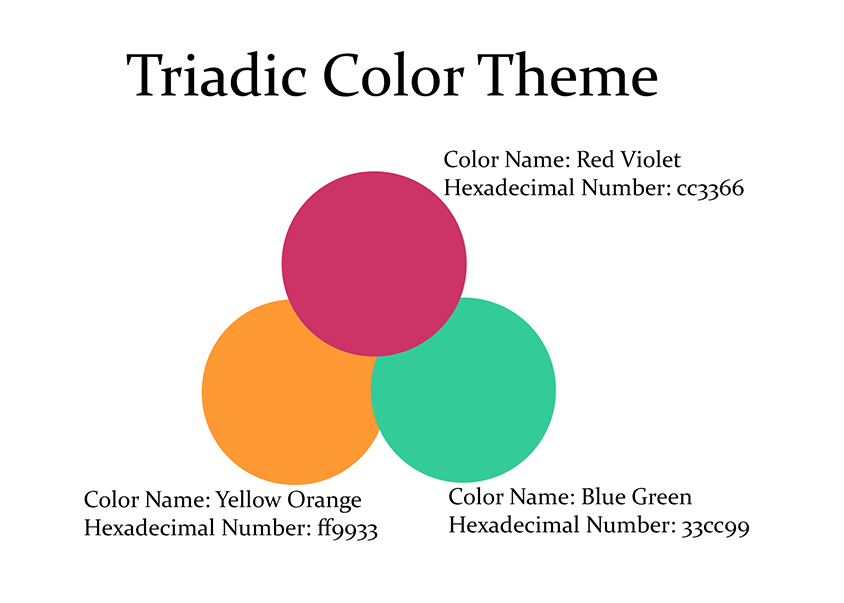 Triadic Color Theme
Color Name: Red Violet
Hexadecimal Number: cc3366
Color Name: Yellow Orange
Hexadecimal Number: ff9933
Color Name: Blue Green
Hexadecimal Number: 33cc99